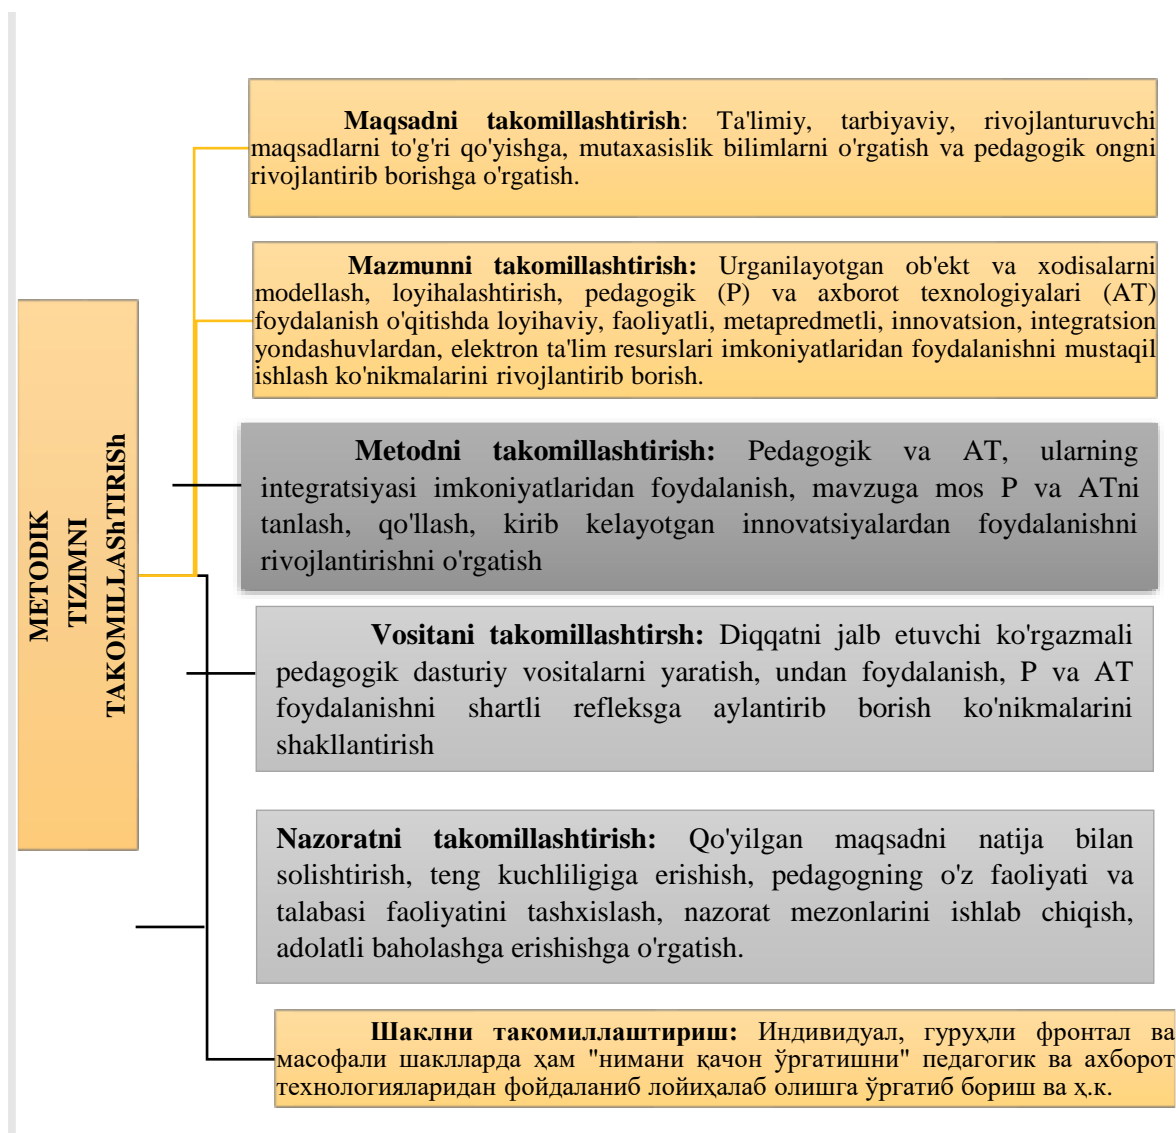 METODIK
TIZIMNI
TAKOMILLAShTIRISh
Maqsadni takomillashtirish: Ta'limiy, tarbiyaviy, rivojlanturuvchi
maqsadlarni to'g'ri qo'yishga, mutaxasislik bilimlarni o'rgatish va pedagogik ongni
rivojlantirib borishga o'rgatish.
Mazmunni takomillashtirish: Urganilayotgan ob'ekt va xodisalarni
modellash, loyihalashtirish, pedagogik (P) va axborot texnologiyalari (AT)
foydalanish o'qitishda loyihaviy, faoliyatli, metapredmetli, innovatsion, integratsion
yondashuvlardan, elektron ta'lim resurslari imkoniyatlaridan foydalanishni mustaqil
ishlash ko'nikmalarini rivojlantirib borish.
Metodni takomillashtirish: Pedagogik va AT, ularning
integratsiyasi imkoniyatlaridan foydalanish, mavzuga mos P va ATni
tanlash, qo'llash, kirib kelayotgan innovatsiyalardan foydalanishni
rivojlantirishni o'rgatish
Vositani takomillashtirsh: Diqqatni jalb etuvchi ko'rgazmali
pedagogik dasturiy vositalarni yaratish, undan foydalanish, P va AT
foydalanishni shartli refleksga aylantirib borish ko'nikmalarini
shakllantirish
Nazoratni takomillashtirish: Qo'yilgan maqsadni natija bilan
solishtirish, teng kuchliligiga erishish, pedagogning o'z faoliyati va
talabasi faoliyatini tashxislash, nazorat mezonlarini ishlab chiqish,
adolatli baholashga erishishga o'rgatish.
Шаклни такомиллаштириш: Индивидуал, гуруҳли фронтал ва
масофали шаклларда ҳам "нимани қачон ўргатишни" педагогик ва ахборот
технологияларидан фойдаланиб лойиҳалаб олишга ўргатиб бориш ва ҳ.к.